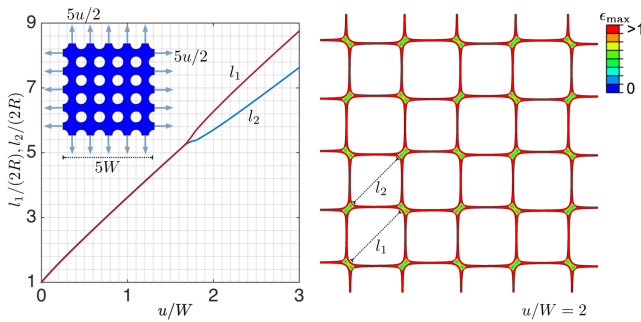 5u/2
5u/2
5W
l₁
l₂
9
7
5
3
1
l₁/(2R), l₂/(2R)
0
1
2
3
u/W
l₂
l₁
ϵmax
>1
0
u/W = 2